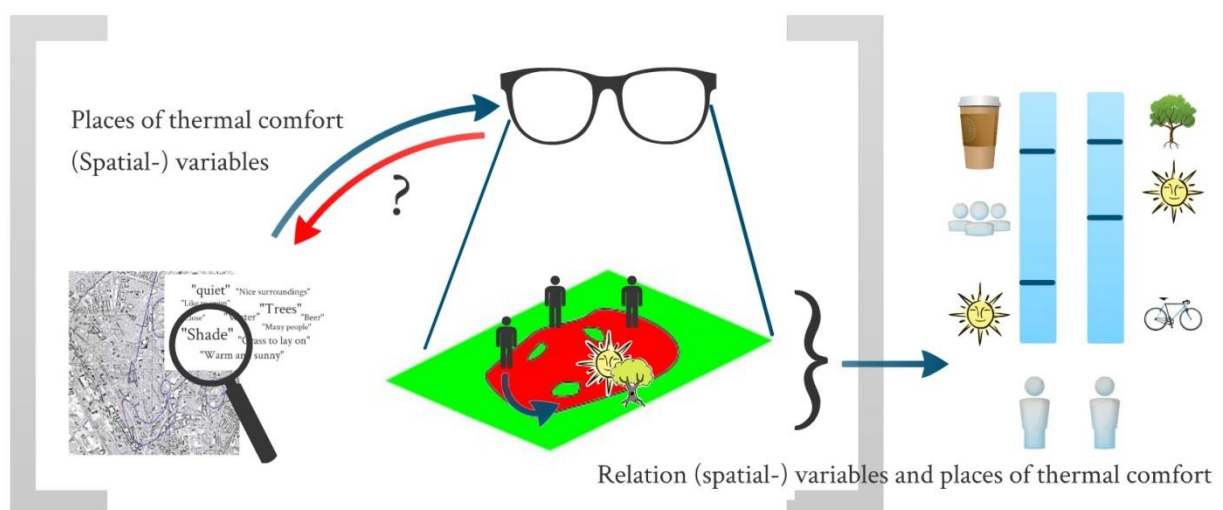 Places of thermal comfort
(Spatial-) variables
?
"quiet" "Nice surroundings"
"Trees"
"Beer"
"Many people"
"Shade"
to lay on"
"Warm and sunny"
Relation (spatial-) variables and places of thermal comfort